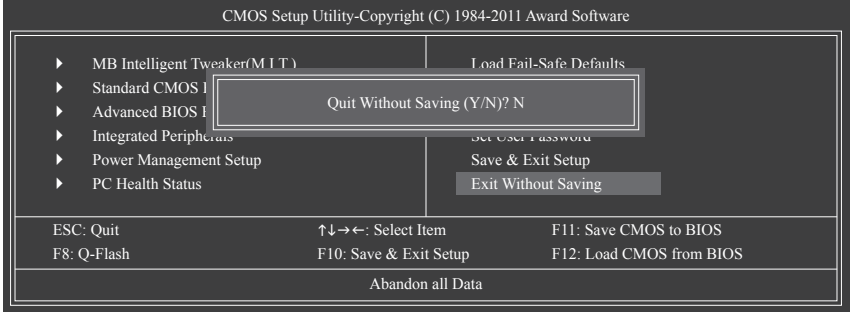 CMOS Setup Utility-Copyright (C) 1984-2011 Award Software
MB Intelligent Tweaker(M.I.T.)
Standard CMOS
Advanced BIOS
Integrated Peripherals
Power Management Setup
PC Health Status
Load Fail-Safe Defaults
Set User Password
Save & Exit Setup
Exit Without Saving
Quit Without Saving (Y/N)? N
ESC: Quit
↑↓→←: Select Item
F11: Save CMOS to BIOS
F8: Q-Flash
F10: Save & Exit Setup
F12: Load CMOS from BIOS
Abandon all Data